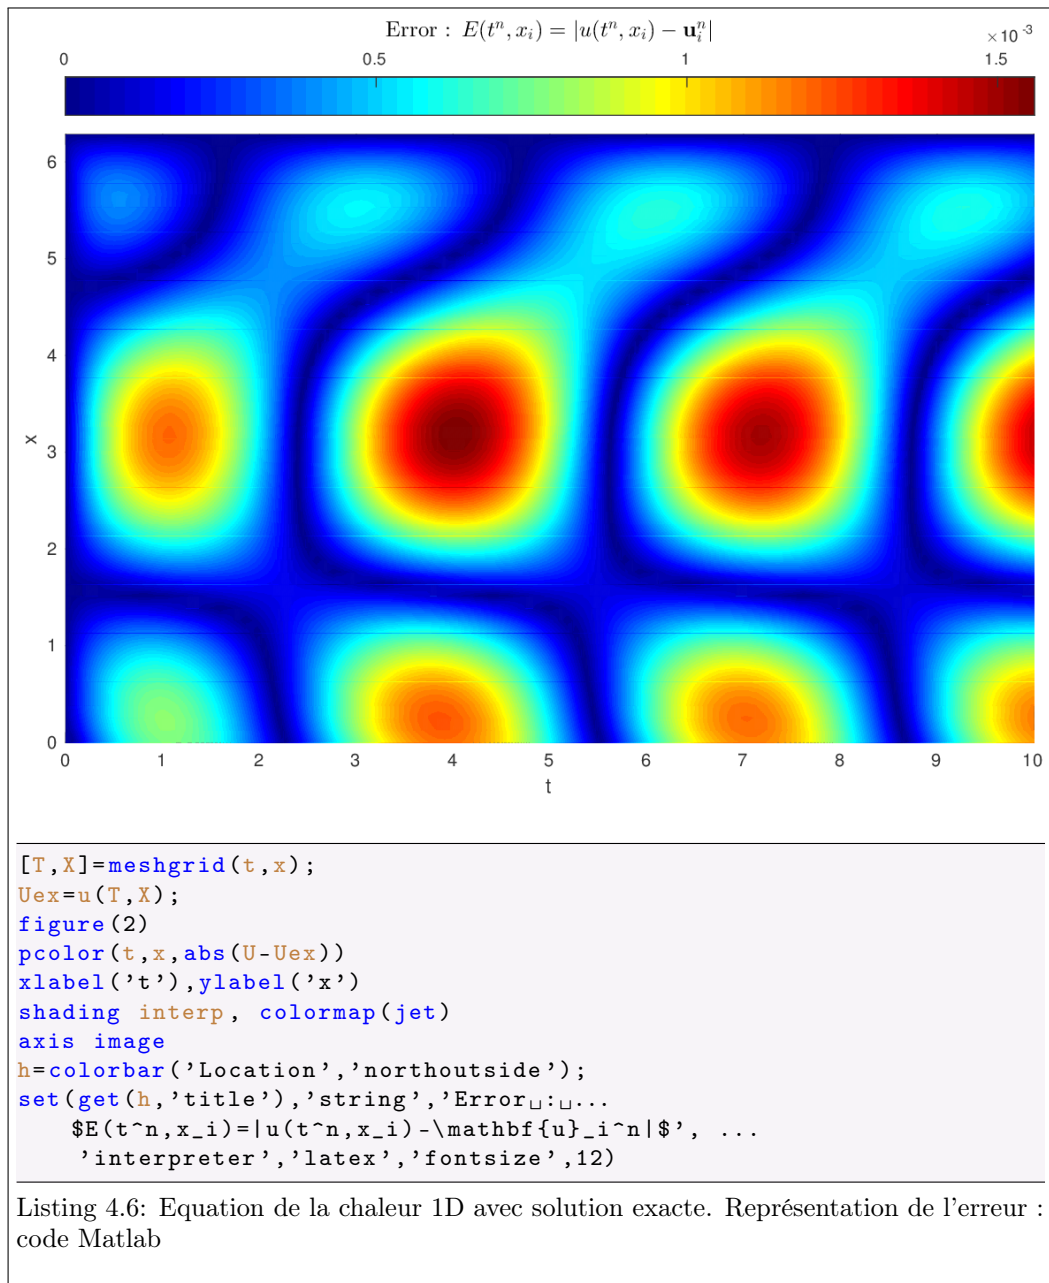 Error : E(t^n, x_i) = |u(t^n, x_i) − u_i^n|
×10^-3
0 0.5 1 1.5
6
5
4
x
3
2
1
0
0 1 2 3 4 5 6 7 8 9 10
t
[T,X]=meshgrid(t,x);
Uex=u(T,X);
figure(2)
pcolor(t,x,abs(U-Uex))
xlabel('t'),ylabel('x')
shading interp, colormap(jet)
axis image
h=colorbar('Location','northoutside');
set(get(h,'title'),'string','Error␣:␣...
$E(t^n,x_i)=|u(t^n,x_i)-\mathbf{u}_i^n|$', ...
'interpreter','latex','fontsize',12)
Listing 4.6: Equation de la chaleur 1D avec solution exacte. Représentation de l'erreur :
code Matlab